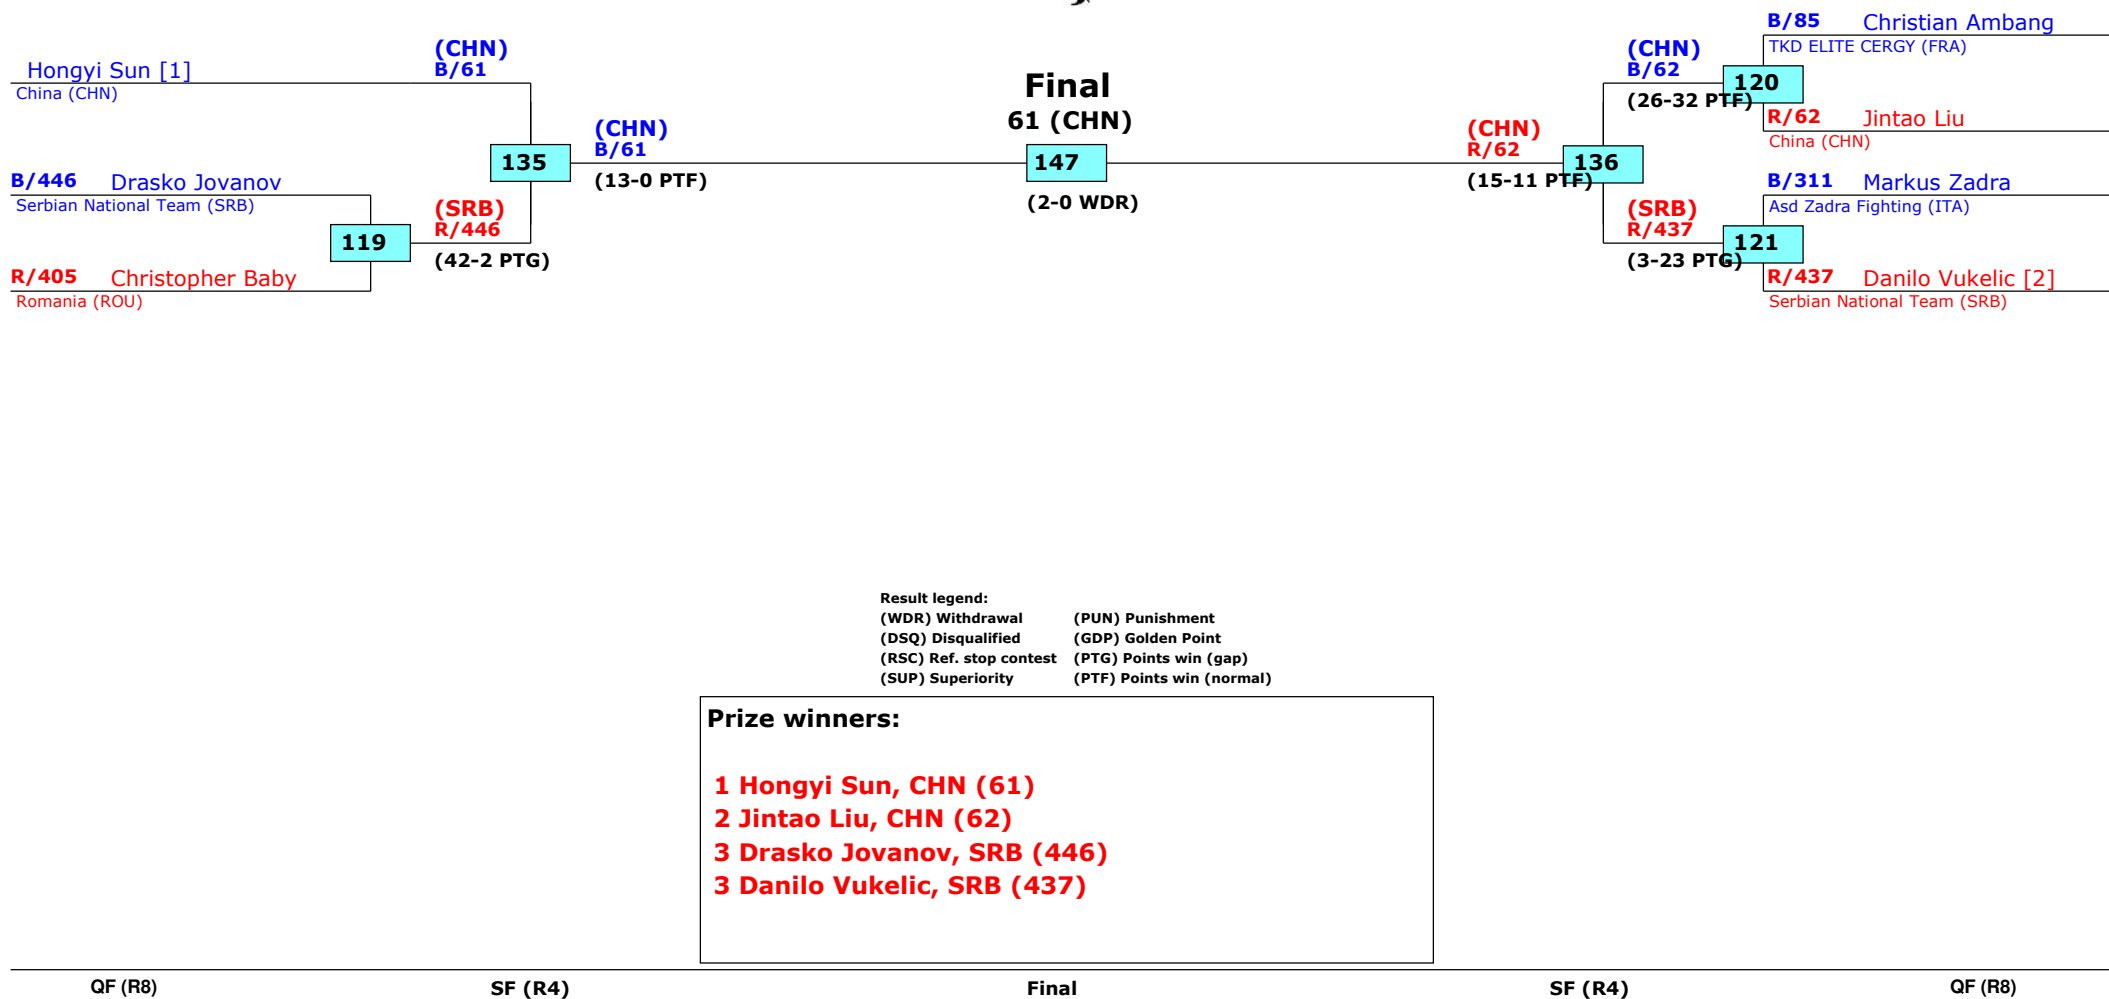 B/85 Christian Ambang
TKD ELITE CERGY (FRA)
(CHN)
B/61
(CHN)
B/62
Hongyi Sun [1]
China (CHN)
Final
61 (CHN)
120
(26-32 PTF)
R/62 Jintao Liu
China (CHN)
(CHN)
B/61
(CHN)
R/62
135
147
136
(13-0 PTF)
(2-0 WDR)
(15-11 PTF)
B/446 Drasko Jovanov
Serbian National Team (SRB)
B/311 Markus Zadra
Asd Zadra Fighting (ITA)
(SRB)
R/446
(SRB)
R/437
119
121
(42-2 PTG)
(3-23 PTG)
R/405 Christopher Baby
Romania (ROU)
R/437 Danilo Vukelic [2]
Serbian National Team (SRB)
Result legend:
(WDR) Withdrawal (PUN) Punishment
(DSQ) Disqualified (GDP) Golden Point
(RSC) Ref. stop contest (PTG) Points win (gap)
(SUP) Superiority (PTF) Points win (normal)
Prize winners:
1 Hongyi Sun, CHN (61)
2 Jintao Liu, CHN (62)
3 Drasko Jovanov, SRB (446)
3 Danilo Vukelic, SRB (437)
QF (R8) SF (R4) Final SF (R4) QF (R8)